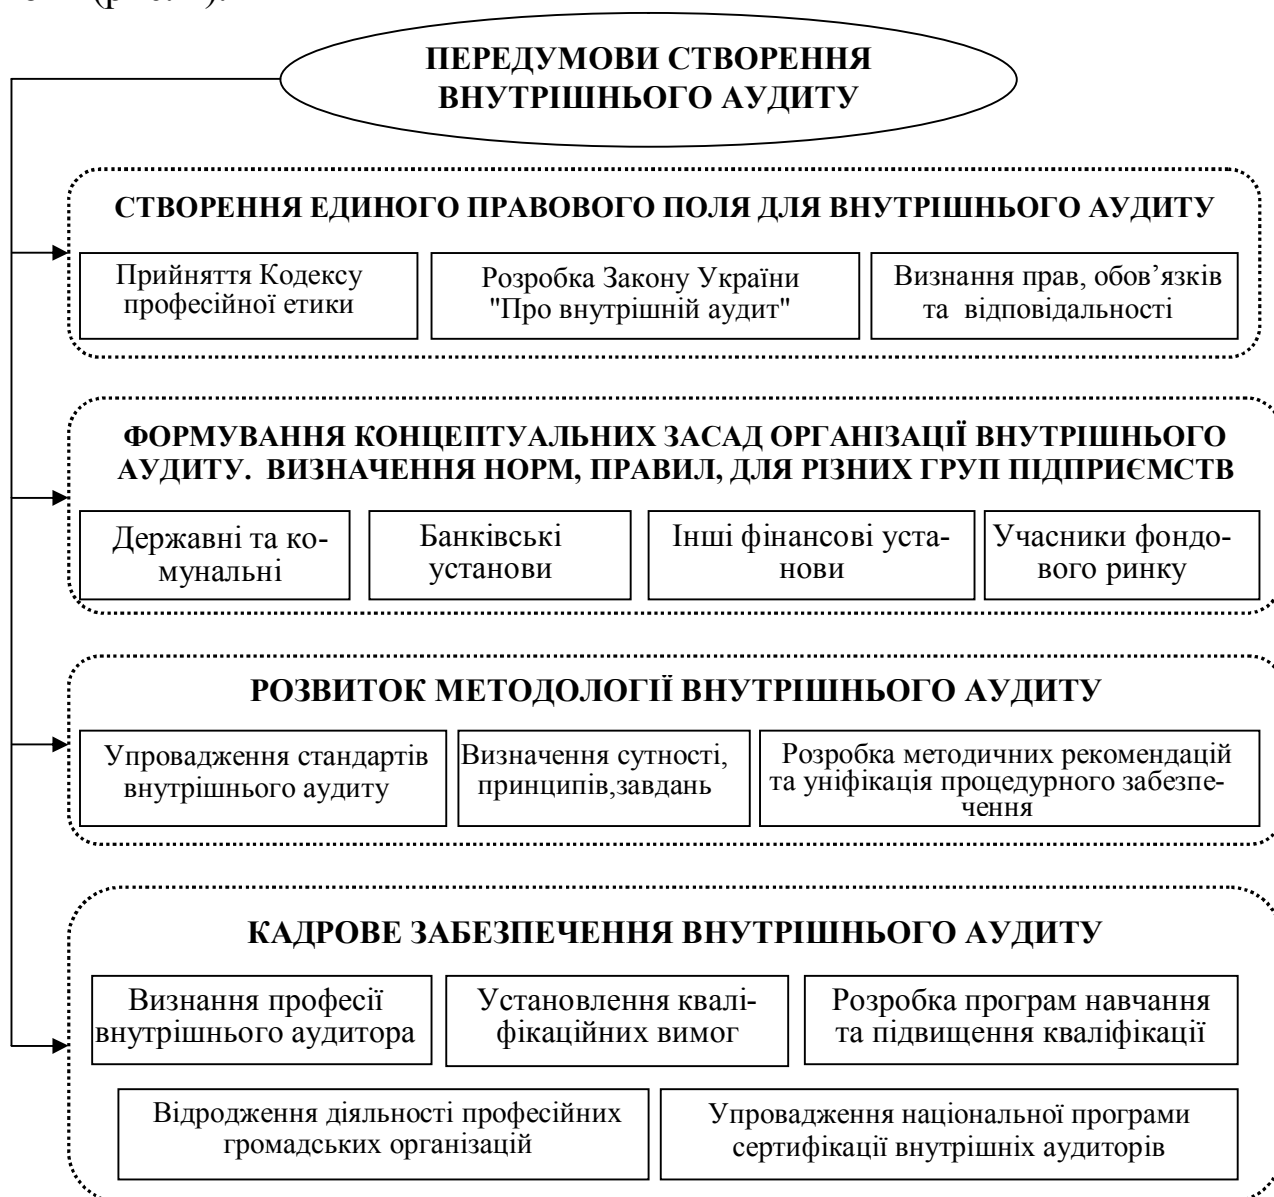 ПЕРЕДУМОВИ СТВОРЕННЯ
ВНУТРІШНЬОГО АУДИТУ
СТВОРЕННЯ ЕДИНОГО ПРАВОВОГО ПОЛЯ ДЛЯ ВНУТРІШНЬОГО АУДИТУ
Прийняття Кодексу
професійної етики
Розробка Закону України
"Про внутрішній аудит"
Визнання прав, обов’язків
та відповідальності
ФОРМУВАННЯ КОНЦЕПТУАЛЬНИХ ЗАСАД ОРГАНІЗАЦІЇ ВНУТРІШНЬОГО
АУДИТУ. ВИЗНАЧЕННЯ НОРМ, ПРАВИЛ, ДЛЯ РІЗНИХ ГРУП ПІДПРИЄМСТВ
Державні та ко-
мунальні
Банківські
установи
Інші фінансові уста-
нови
Учасники фондо-
вого ринку
РОЗВИТОК МЕТОДОЛОГІЇ ВНУТРІШНЬОГО АУДИТУ
Упровадження стандартів
внутрішнього аудиту
Визначення сутності,
принципів,завдань
Розробка методичних рекомендацій
та уніфікація процедурного забезпе-
чення
КАДРОВЕ ЗАБЕЗПЕЧЕННЯ ВНУТРІШНЬОГО АУДИТУ
Визнання професії
внутрішнього аудитора
Установлення квалі-
фікаційних вимог
Розробка програм навчання
та підвищення кваліфікації
Відродження діяльності професійних
громадських організацій
Упровадження національної програми
сертифікації внутрішніх аудиторів